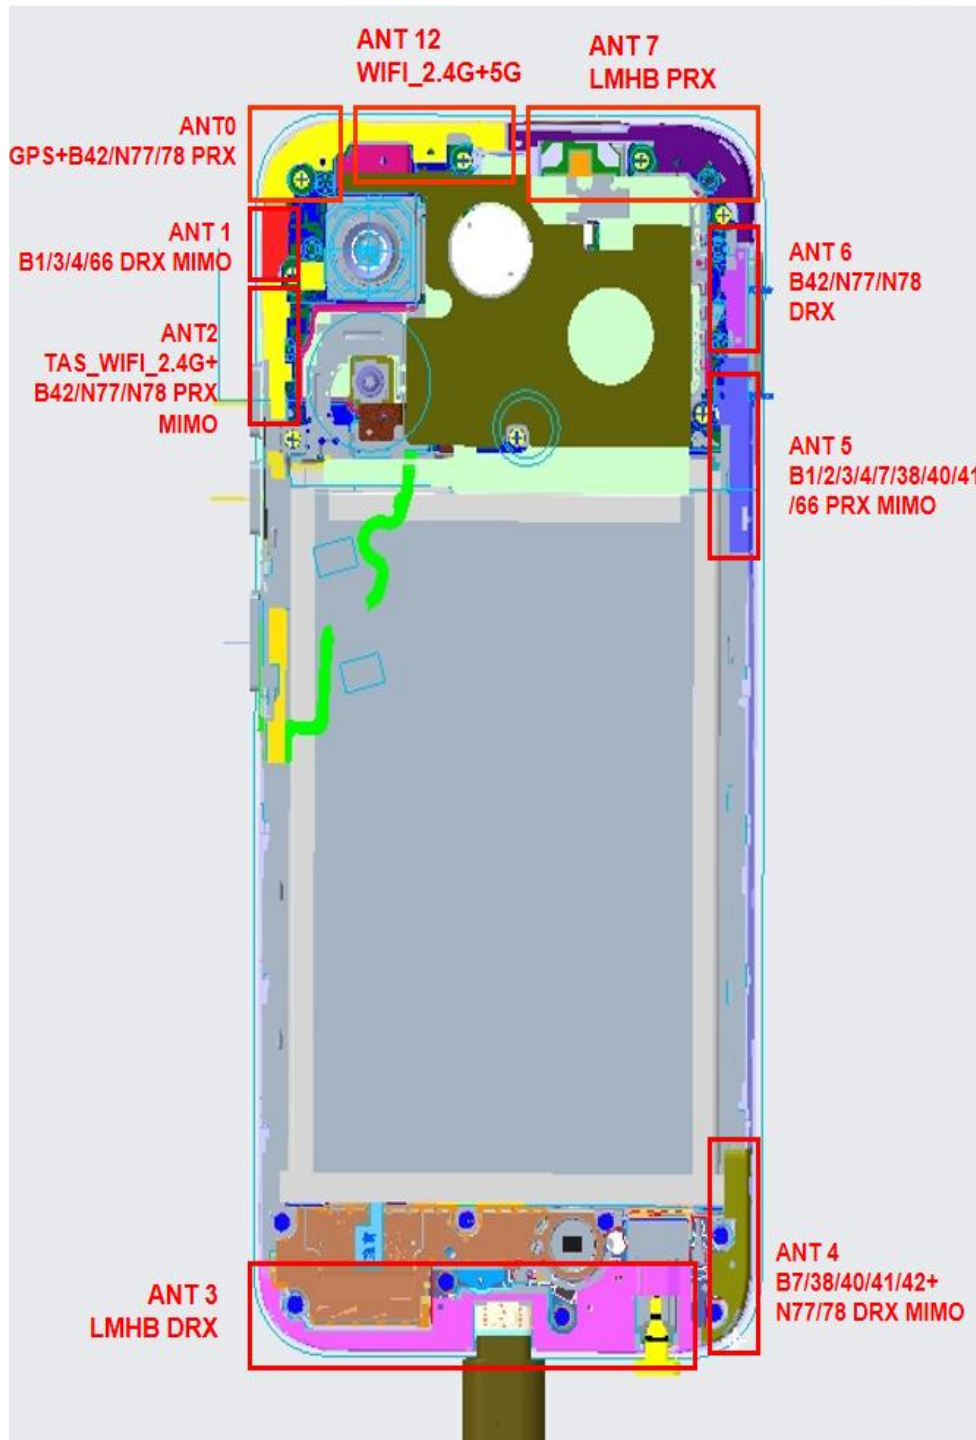 ANT 12
WIFI_2.4G+5G
ANT 7
LMHB PRX
ANT0
GPS+B42/N77/78 PRX
ANT 1
B1/3/4/66 DRX MIMO
ANT 6
B42/N77/N78
DRX
ANT2
TAS_WIFI_2.4G+
B42/N77/N78 PRX
MIMO
ANT 5
B1/2/3/4/7/38/40/41
/66 PRX MIMO
ANT 3
LMHB DRX
ANT 4
B7/38/40/41/42+
N77/78 DRX MIMO